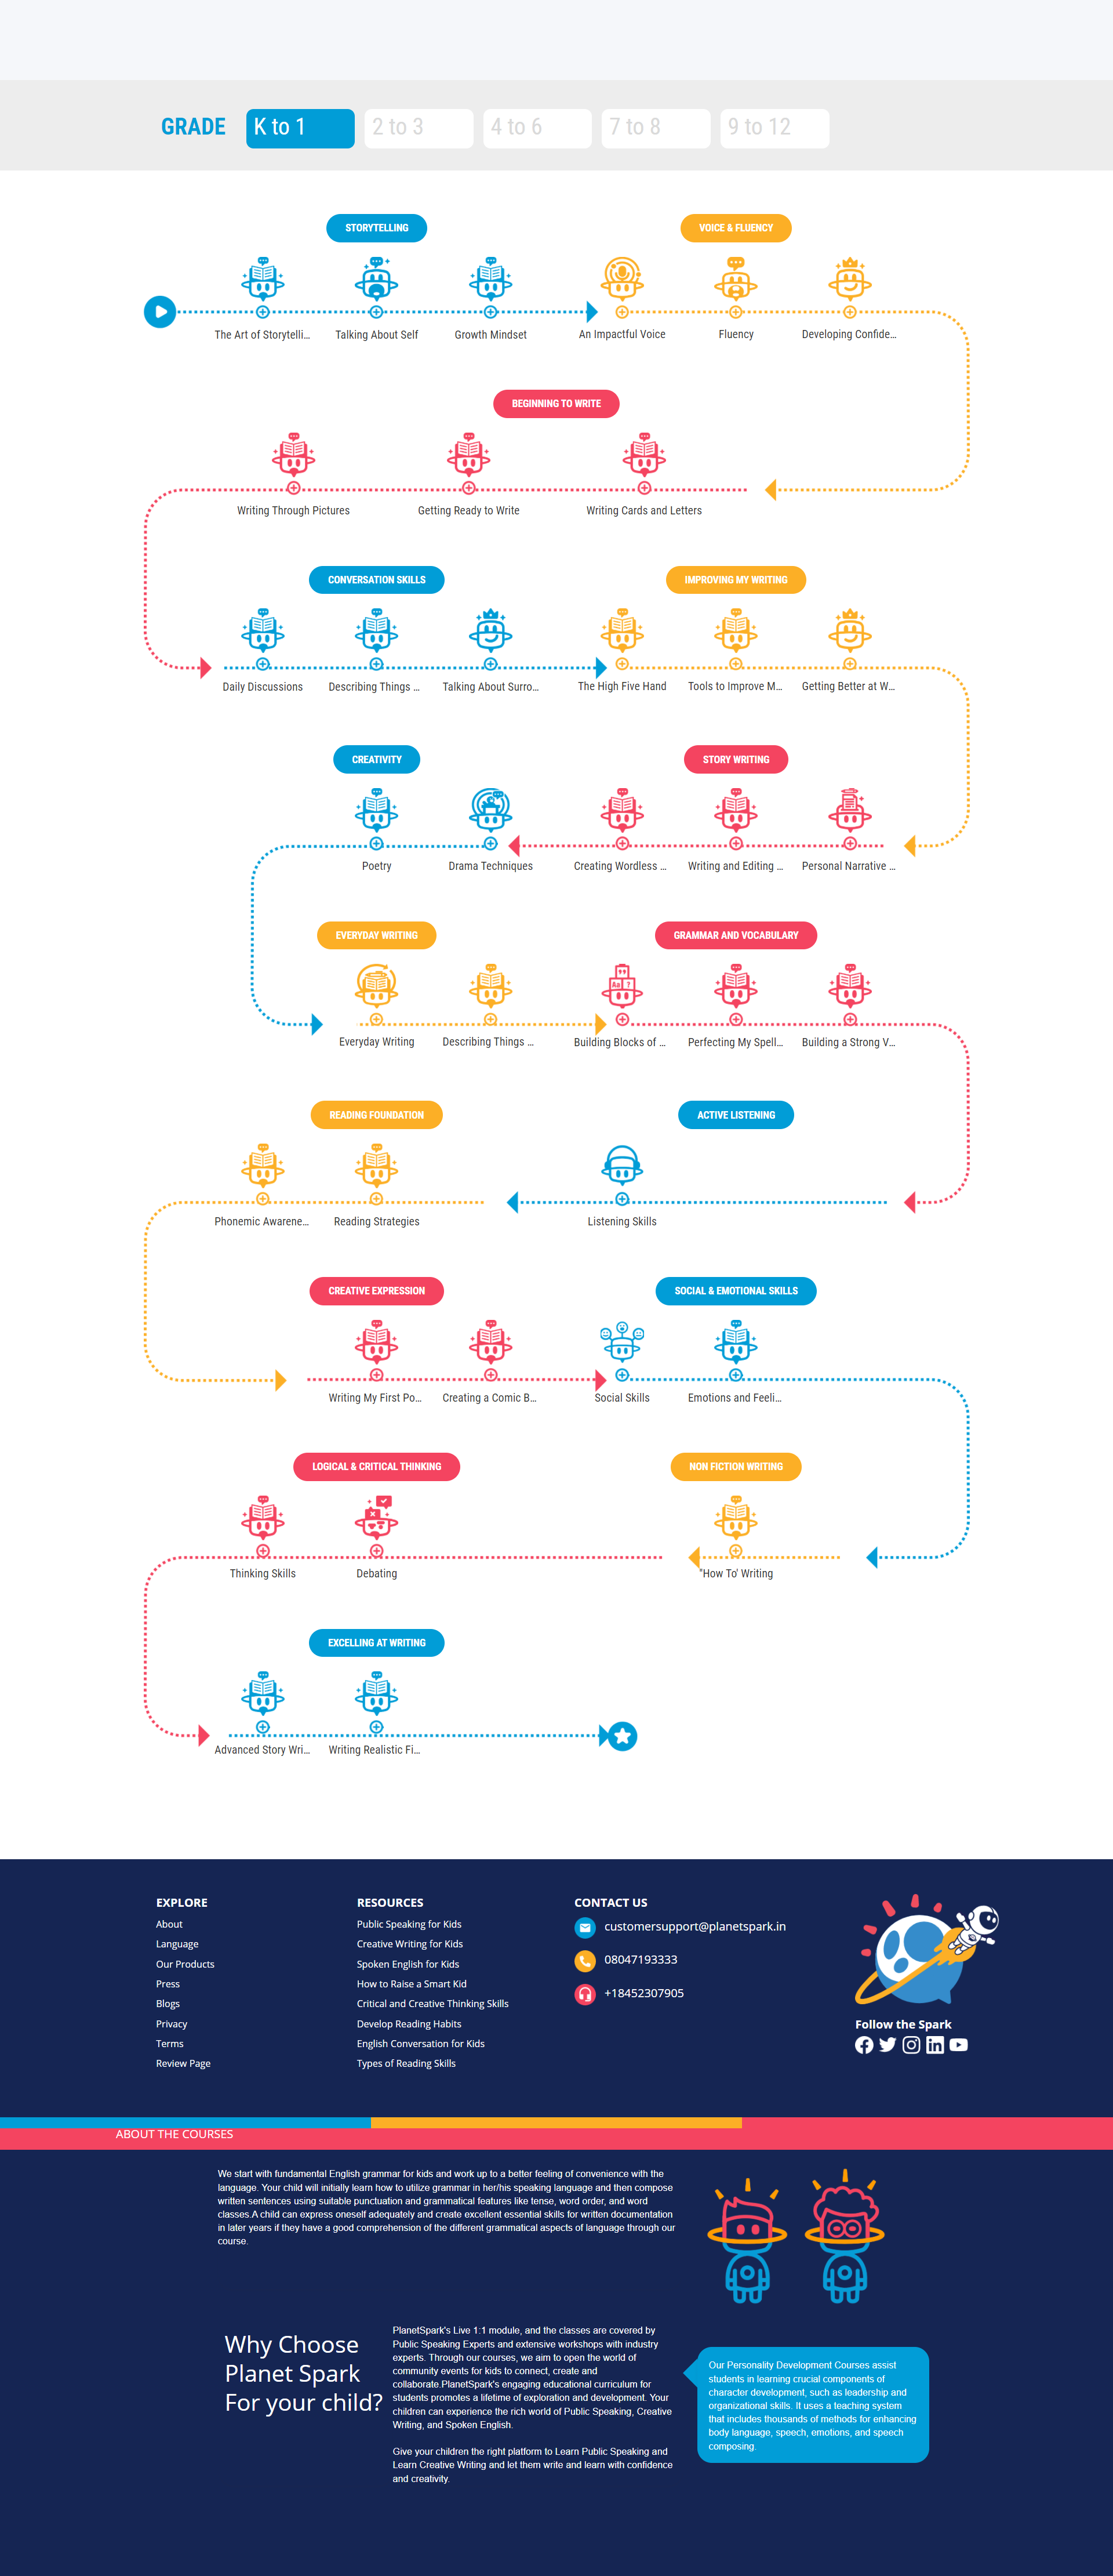 GRADE
K to 1
2 to 3
4 to 6
7 to 8
9 to 12
STORYTELLING
VOICE & FLUENCY
The Art of Storytelli...
Talking About Self
Growth Mindset
An Impactful Voice
Fluency
Developing Confide...
BEGINNING TO WRITE
Writing Through Pictures
Getting Ready to Write
Writing Cards and Letters
CONVERSATION SKILLS
IMPROVING MY WRITING
Daily Discussions
Describing Things ...
Talking About Surro...
The High Five Hand
Tools to Improve M...
Getting Better at W...
CREATIVITY
STORY WRITING
Poetry
Drama Techniques
Creating Wordless ...
Writing and Editing ...
Personal Narrative ...
EVERYDAY WRITING
GRAMMAR AND VOCABULARY
Everyday Writing
Describing Things ...
Building Blocks of ...
Perfecting My Spell...
Building a Strong V...
READING FOUNDATION
ACTIVE LISTENING
Phonemic Awarene...
Reading Strategies
Listening Skills
CREATIVE EXPRESSION
SOCIAL & EMOTIONAL SKILLS
Writing My First Po...
Creating a Comic B...
Social Skills
Emotions and Feeli...
LOGICAL & CRITICAL THINKING
NON FICTION WRITING
Thinking Skills
Debating
'How To' Writing
EXCELLING AT WRITING
Advanced Story Wri...
Writing Realistic Fi...
EXPLORE
About
Language
Our Products
Press
Blogs
Privacy
Terms
Review Page
RESOURCES
Public Speaking for Kids
Creative Writing for Kids
Spoken English for Kids
How to Raise a Smart Kid
Critical and Creative Thinking Skills
Develop Reading Habits
English Conversation for Kids
Types of Reading Skills
CONTACT US
customersupport@planetspark.in
08047193333
+18452307905
Follow the Spark
ABOUT THE COURSES
We start with fundamental English grammar for kids and work up to a better feeling of convenience with the
language. Your child will initially learn how to utilize grammar in her/his speaking language and then compose
written sentences using suitable punctuation and grammatical features like tense, word order, and word
classes.A child can express oneself adequately and create excellent essential skills for written documentation
in later years if they have a good comprehension of the different grammatical aspects of language through our
course.
Why Choose
Planet Spark
For your child?
PlanetSpark's Live 1:1 module, and the classes are covered by
Public Speaking Experts and extensive workshops with industry
experts. Through our courses, we aim to open the world of
community events for kids to connect, create and
collaborate.PlanetSpark's engaging educational curriculum for
students promotes a lifetime of exploration and development. Your
children can experience the rich world of Public Speaking, Creative
Writing, and Spoken English.
Give your children the right platform to Learn Public Speaking and
Learn Creative Writing and let them write and learn with confidence
and creativity.
Our Personality Development Courses assist
students in learning crucial components of
character development, such as leadership and
organizational skills. It uses a teaching system
that includes thousands of methods for enhancing
body language, speech, emotions, and speech
composing.